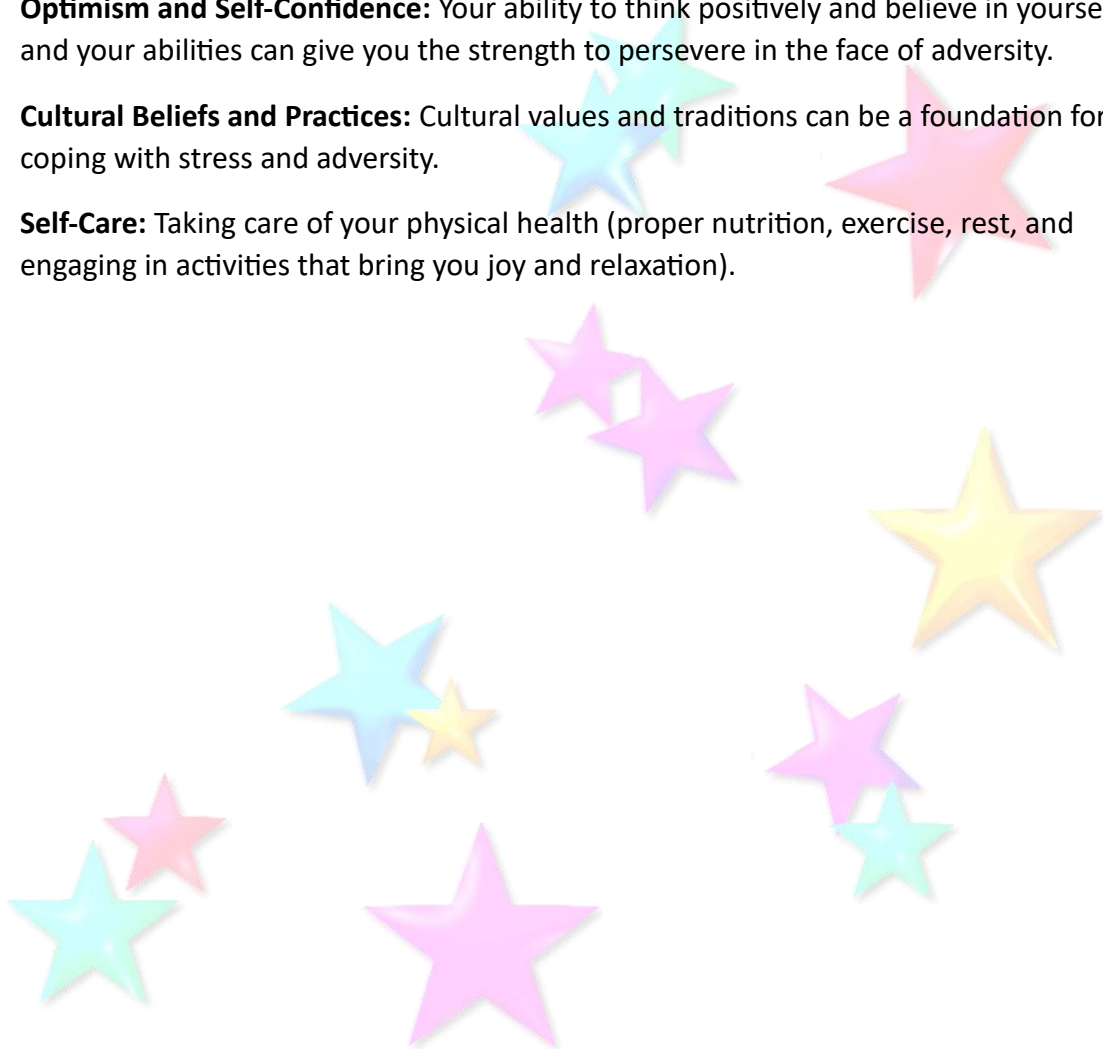 Optimism and Self-Confidence: Your ability to think positively and believe in yourse
and your abilities can give you the strength to persevere in the face of adversity.
Cultural Beliefs and Practices: Cultural values and traditions can be a foundation for
coping with stress and adversity.
Self-Care: Taking care of your physical health (proper nutrition, exercise, rest, and
engaging in activities that bring you joy and relaxation).